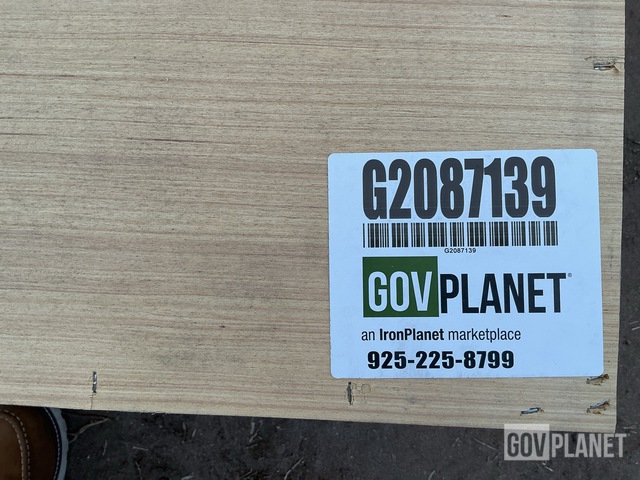 G2087139
G2087139
GOVPLANET®
an IronPlanet marketplace
925-225-8799
GOVPLANET